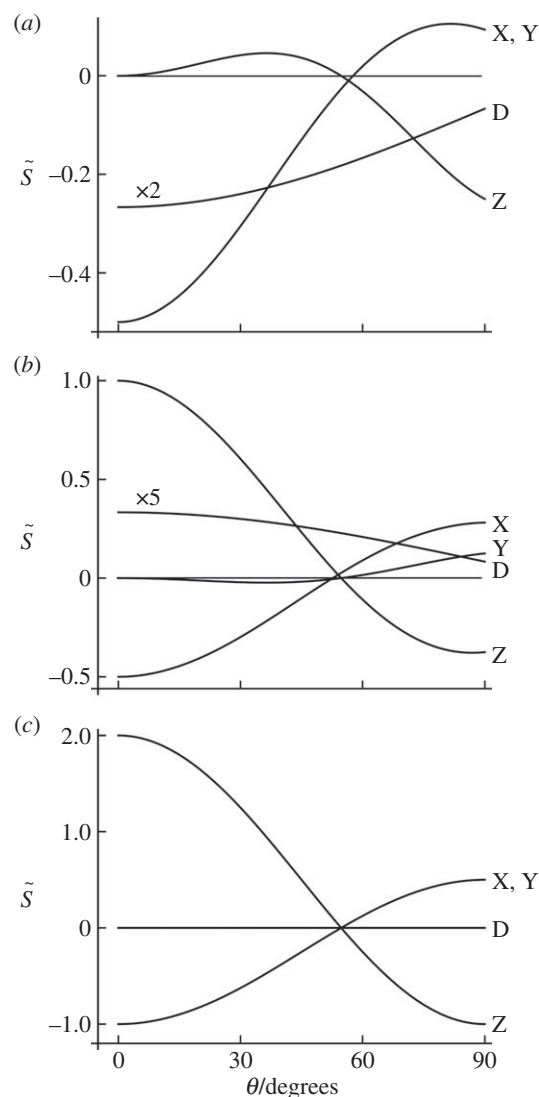 (a)
X, Y
0
D
–0.2
S̃
×2
Z
–0.4
(b)
1.0
×5
0.5
X
S̃
Y
0
D
Z
–0.5
(c)
2.0
1.0
X, Y
S̃
0
D
–1.0
Z
0 30 60 90
θ/degrees